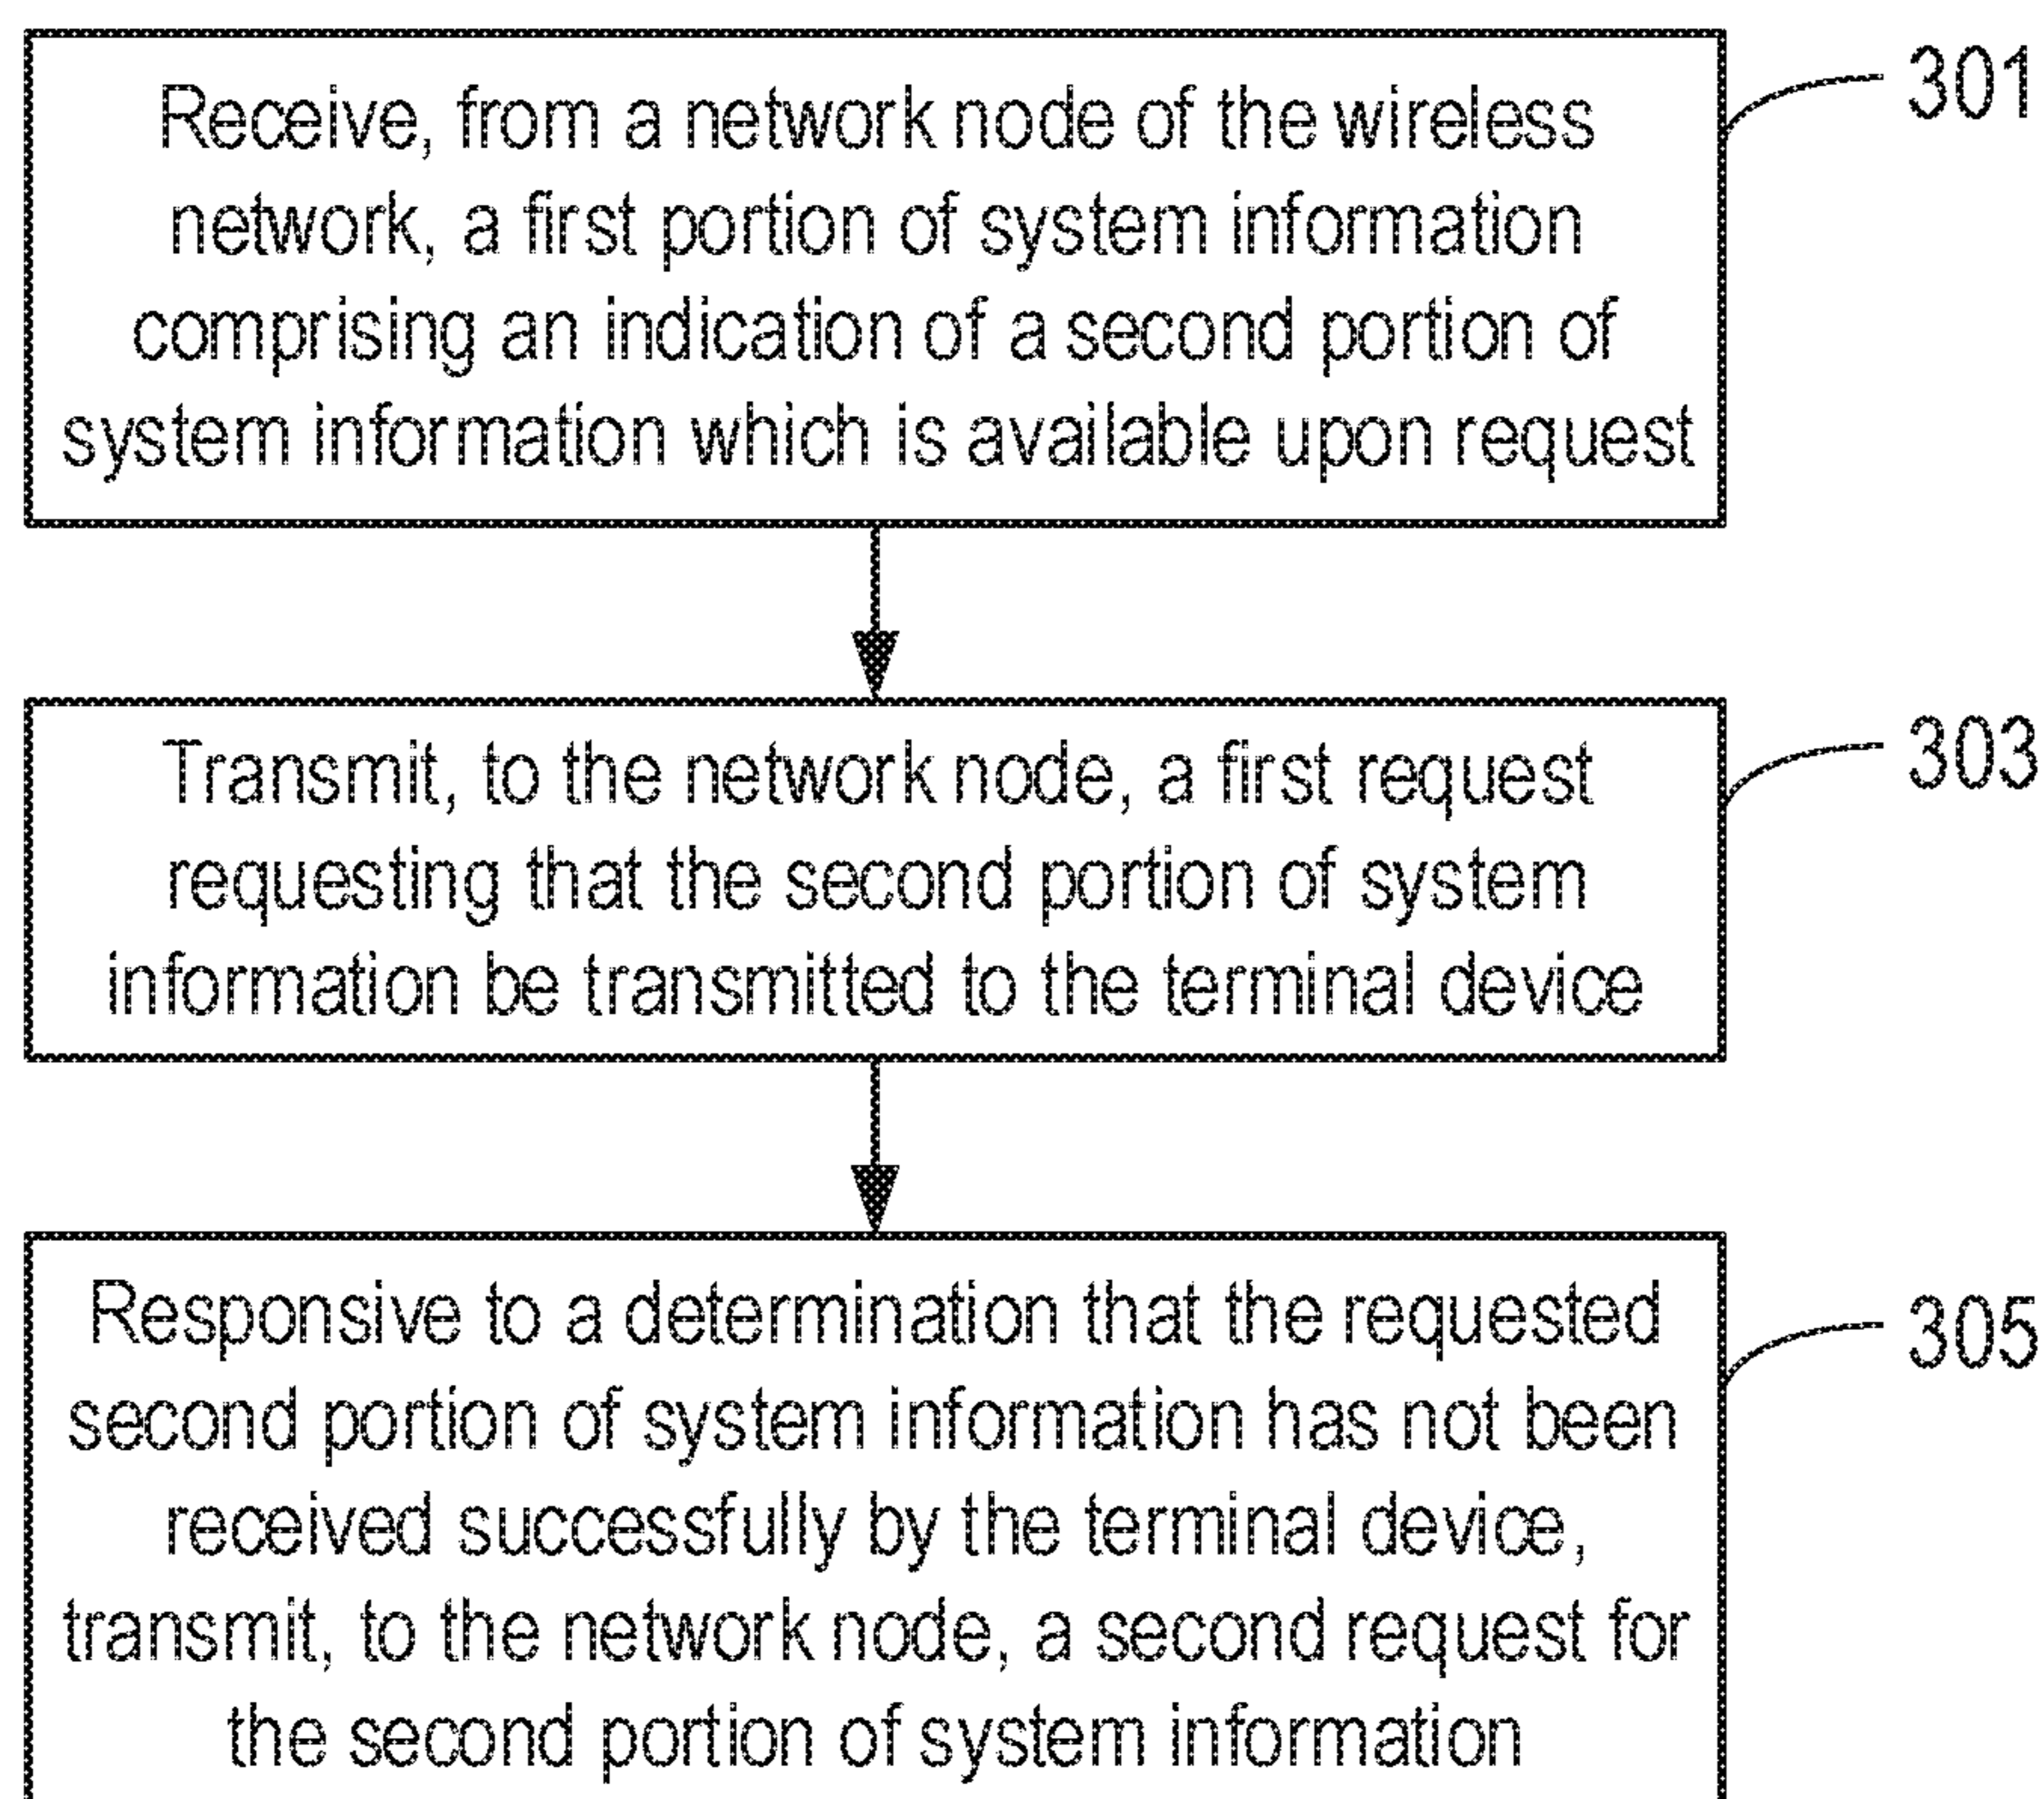 Receive, from a network node of the wireless
301
network, a first portion of system information
comprising an indication of a second portion of
system information which is available upon request
Transmit, to the network node, a first request
303
requesting that the second portion of system
information be transmitted to the terminal device
Responsive to a determination that the requested
305
second portion of system information has not been
received successfully by the terminal device,
transmit, to the network node, a second request for
the second portion of system information